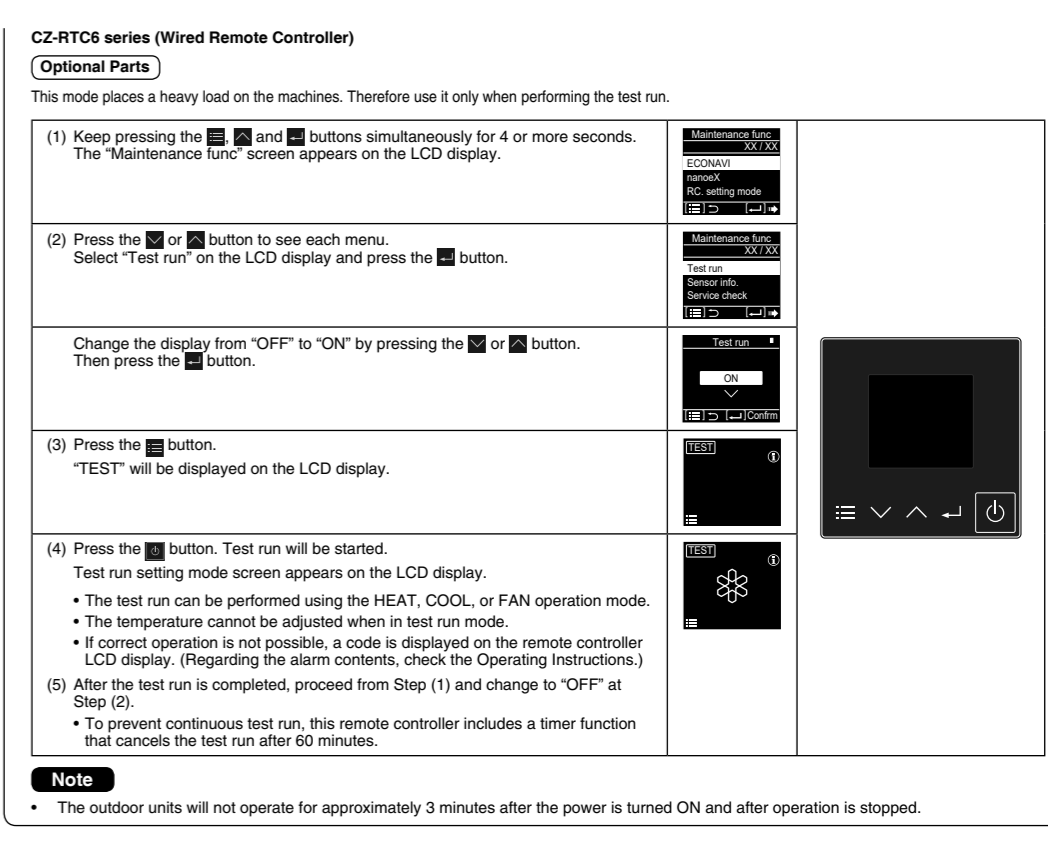 CZ-RTC6 series (Wired Remote Controller)
Optional Parts
This mode places a heavy load on the machines. Therefore use it only when performing the test run.
(1) Keep pressing the , and buttons simultaneously for 4 or more seconds.
The “Maintenance func” screen appears on the LCD display.
Maintenance func
XX / XX
ECONAVI
nanoeX
RC. setting mode
(2) Press the or button to see each menu.
Select “Test run” on the LCD display and press the button.
Maintenance func
XX / XX
Test run
Sensor info.
Service check
Change the display from “OFF” to “ON” by pressing the or button.
Then press the button.
Test run
ON
Confrm
(3) Press the button.
“TEST” will be displayed on the LCD display.
TEST
(4) Press the button. Test run will be started.
Test run setting mode screen appears on the LCD display.
• The test run can be performed using the HEAT, COOL, or FAN operation mode.
• The temperature cannot be adjusted when in test run mode.
• If correct operation is not possible, a code is displayed on the remote controller
LCD display. (Regarding the alarm contents, check the Operating Instructions.)
TEST
(5) After the test run is completed, proceed from Step (1) and change to “OFF” at
Step (2).
• To prevent continuous test run, this remote controller includes a timer function
that cancels the test run after 60 minutes.
Note
• The outdoor units will not operate for approximately 3 minutes after the power is turned ON and after operation is stopped.